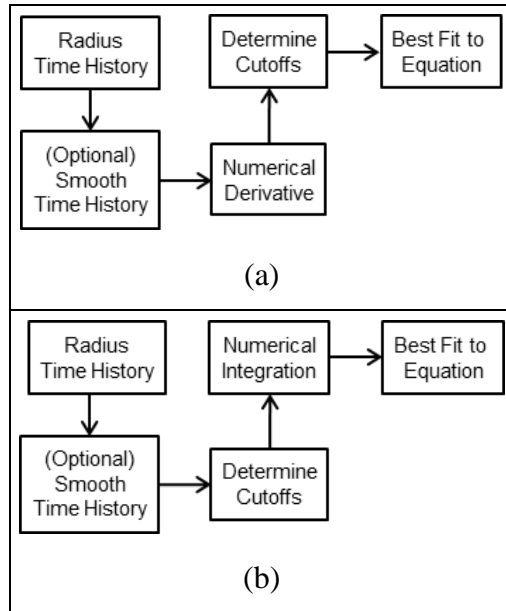 Radius
Time History
(Optional)
Smooth
Time History
Numerical
Derivative
Determine
Cutoffs
Best Fit to
Equation
(a)
Radius
Time History
(Optional)
Smooth
Time History
Determine
Cutoffs
Numerical
Integration
Best Fit to
Equation
(b)